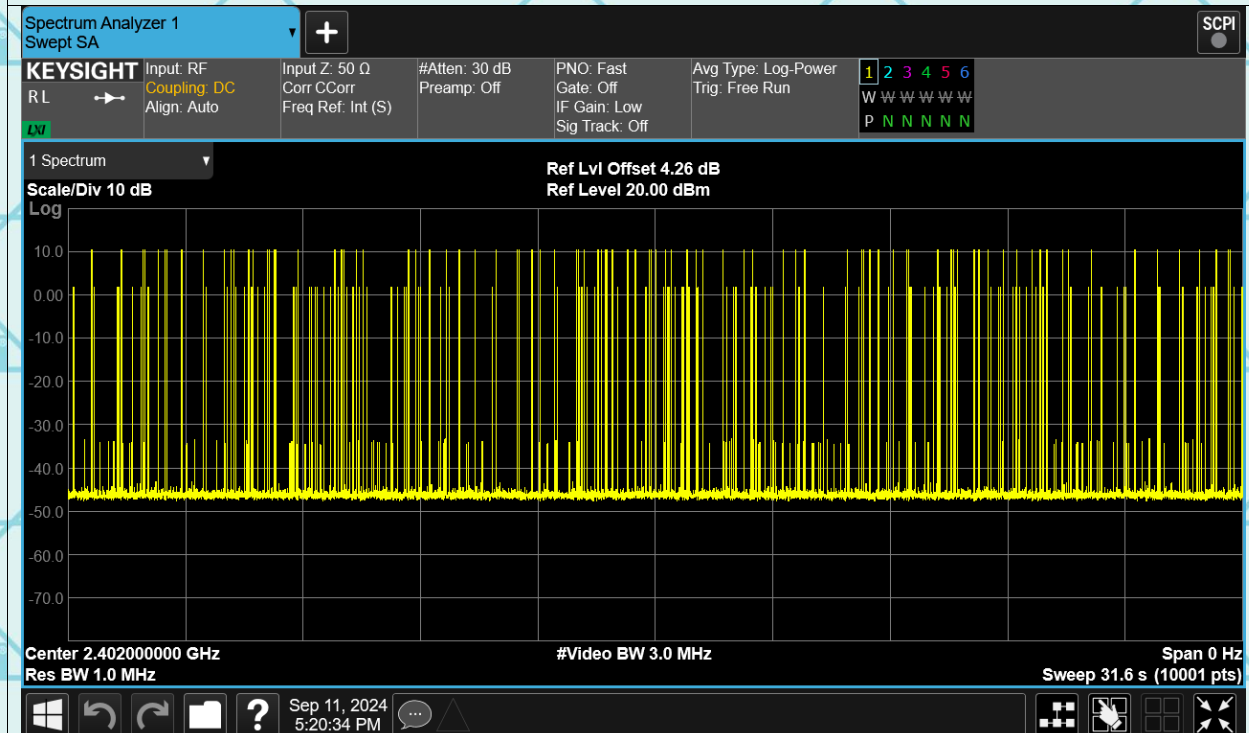 Spectrum Analyzer 1
Swept SA
▼
+
SCPI
KEYSIGHT
R L
LXI
Input: RF
Coupling: DC
Align: Auto
Input Z: 50 Ω
Corr CCorr
Freq Ref: Int (S)
#Atten: 30 dB
Preamp: Off
PNO: Fast
Gate: Off
IF Gain: Low
Sig Track: Off
Avg Type: Log-Power
Trig: Free Run
1 2 3 4 5 6
W W W W W W
P N N N N N
1 Spectrum ▼
Scale/Div 10 dB
Ref Lvl Offset 4.26 dB
Ref Level 20.00 dBm
Log
10.0
0.00
-10.0
-20.0
-30.0
-40.0
-50.0
-60.0
-70.0
Center 2.402000000 GHz
#Video BW 3.0 MHz
Span 0 Hz
Res BW 1.0 MHz
Sweep 31.6 s (10001 pts)
?
Sep 11, 2024
5:20:34 PM